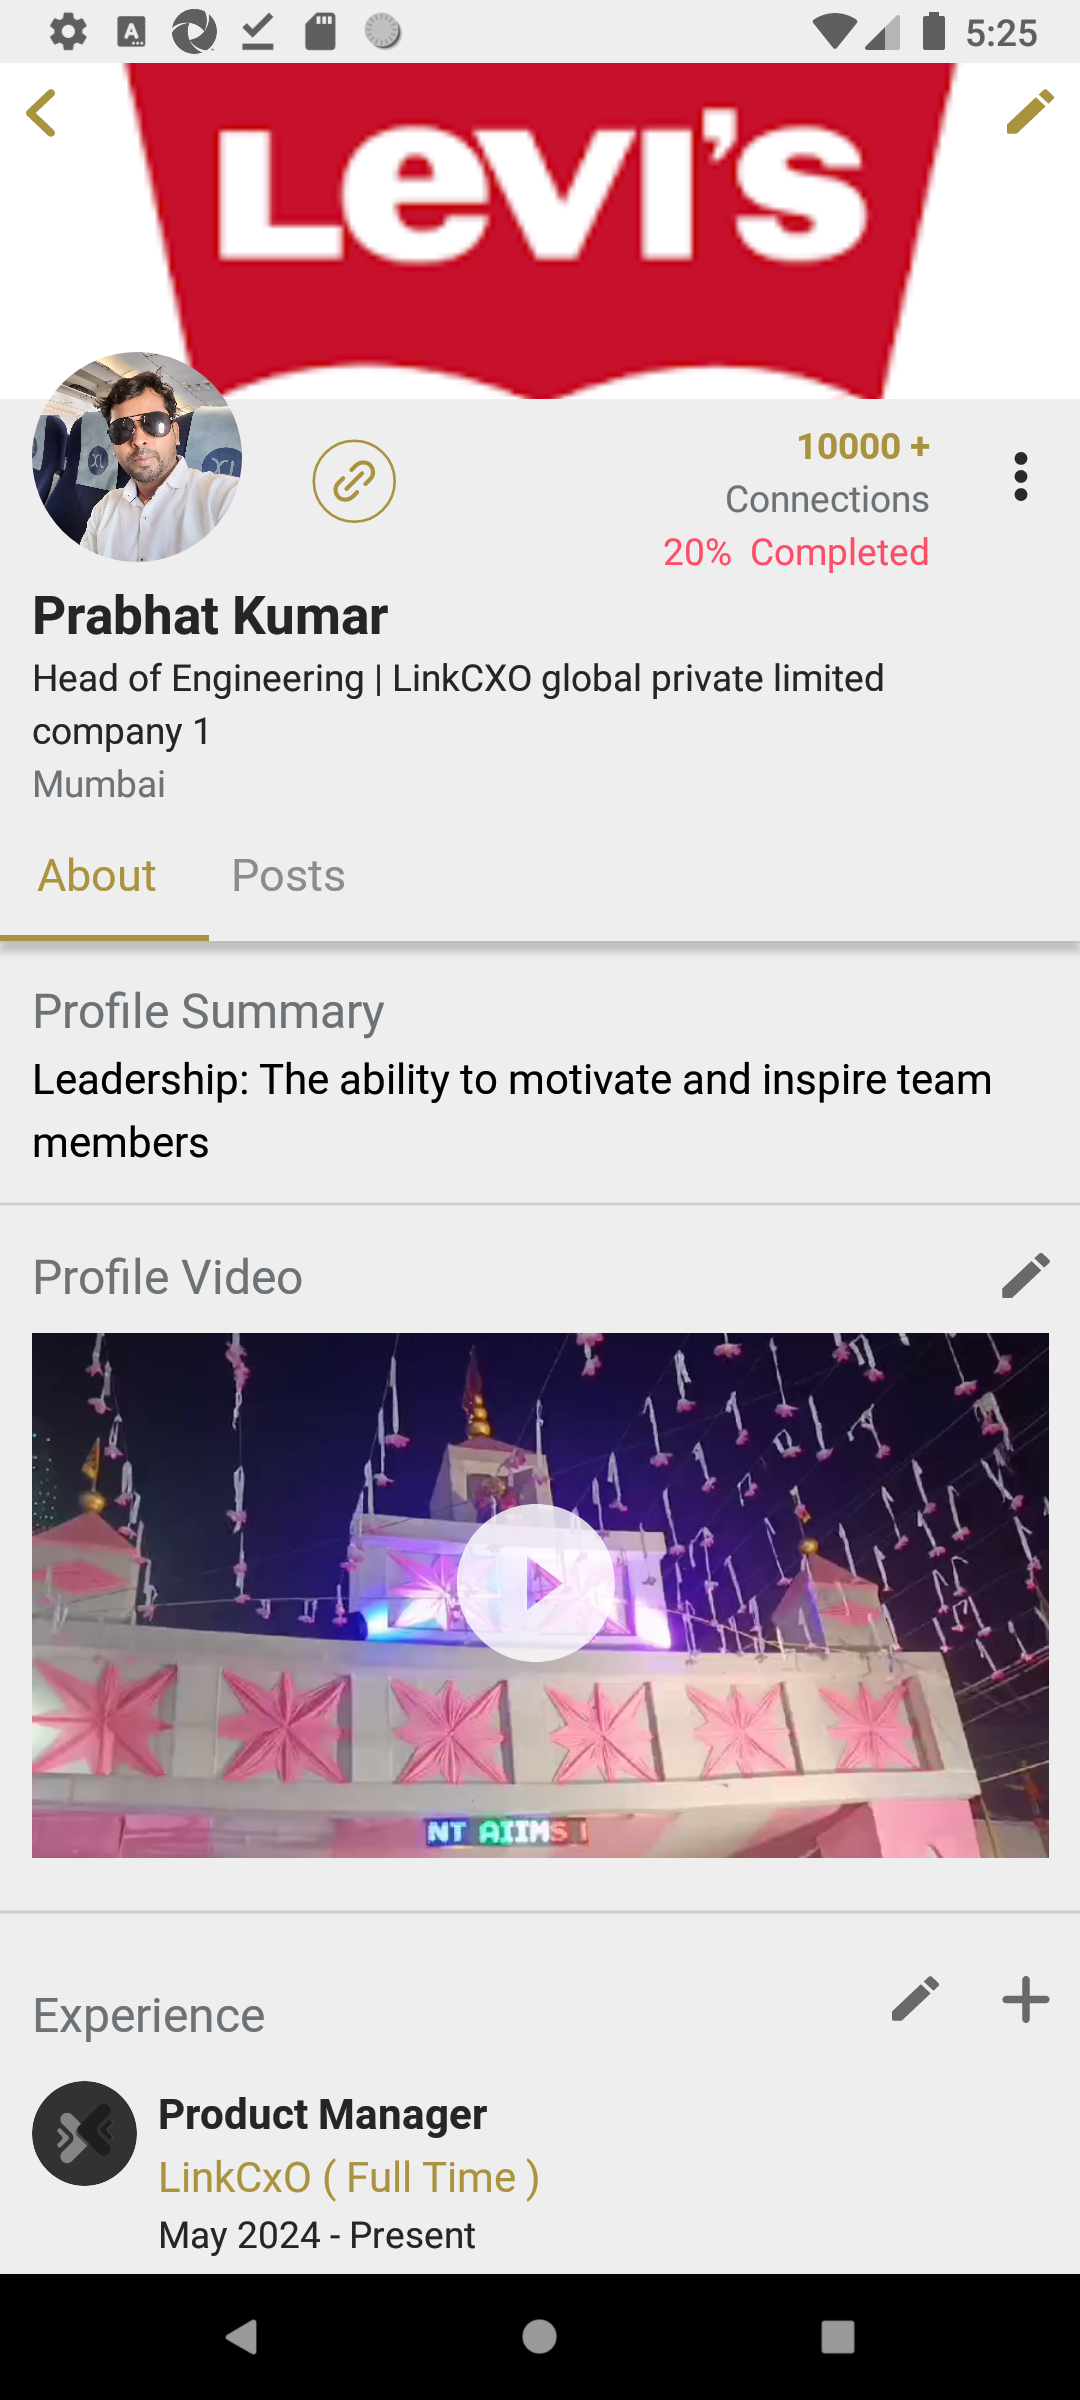 5:25
Levi's
10000 +
Connections
20% Completed
Prabhat Kumar
Head of Engineering | LinkCXO global private limited
company 1
Mumbai
About Posts
Profile Summary
Leadership: The ability to motivate and inspire team
members
Profile Video
NT AIIMS
Experience
Product Manager
LinkCxO ( Full Time )
May 2024 - Present